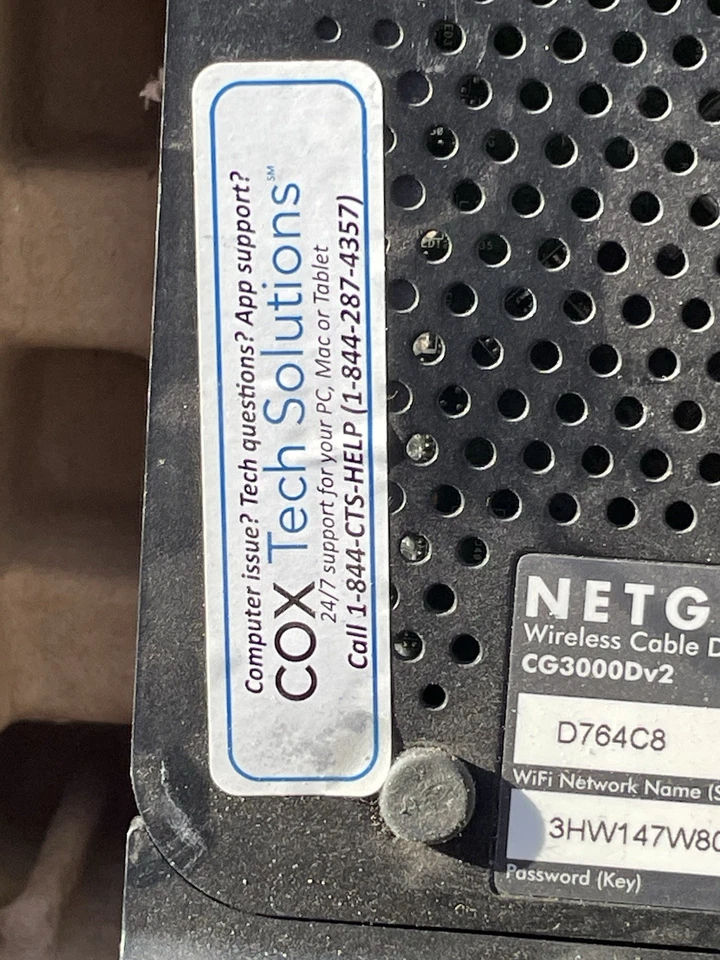 Computer issue? Tech questions? App support?
COX Tech Solutions℠
24/7 support for your PC, Mac or Tablet
Call 1-844-CTS-HELP (1-844-287-4357)
NETG
Wireless Cable D
CG3000Dv2
D764C8
WiFi Network Name (S
3HW147W80
Password (Key)